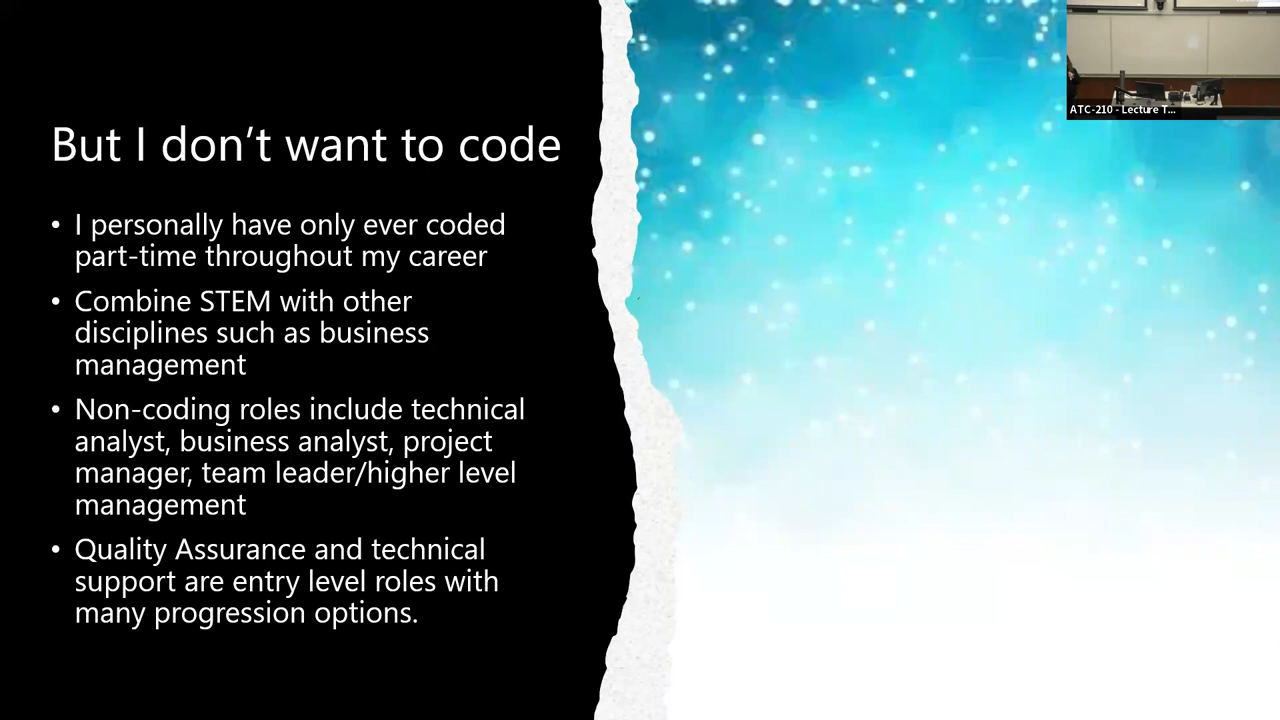 But I don’t want to code
• I personally have only ever coded
part-time throughout my career
• Combine STEM with other
disciplines such as business
management
• Non-coding roles include technical
analyst, business analyst, project
manager, team leader/higher level
management
• Quality Assurance and technical
support are entry level roles with
many progression options.
ATC-210 - Lecture T...